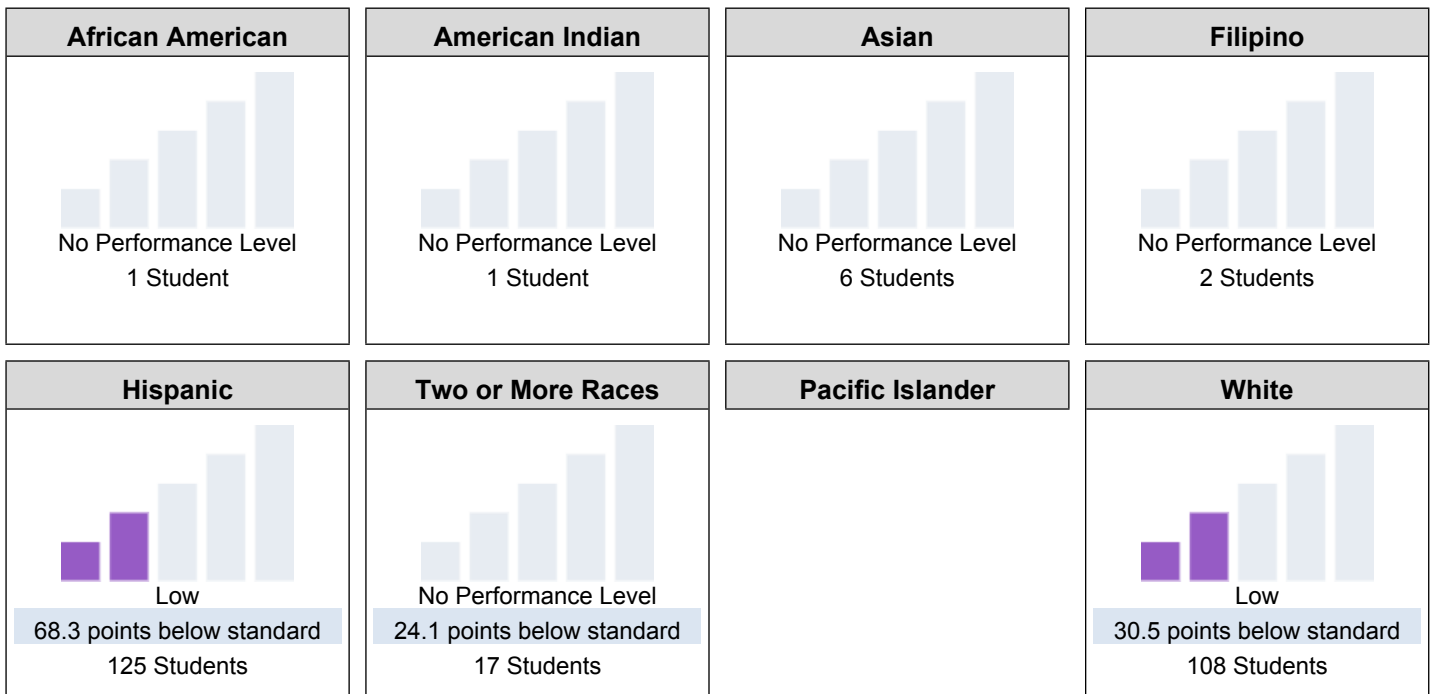 African American
No Performance Level
1 Student
American Indian
No Performance Level
1 Student
Asian
No Performance Level
6 Students
Filipino
No Performance Level
2 Students
Hispanic
Low
68.3 points below standard
125 Students
Two or More Races
No Performance Level
24.1 points below standard
17 Students
Pacific Islander
White
Low
30.5 points below standard
108 Students